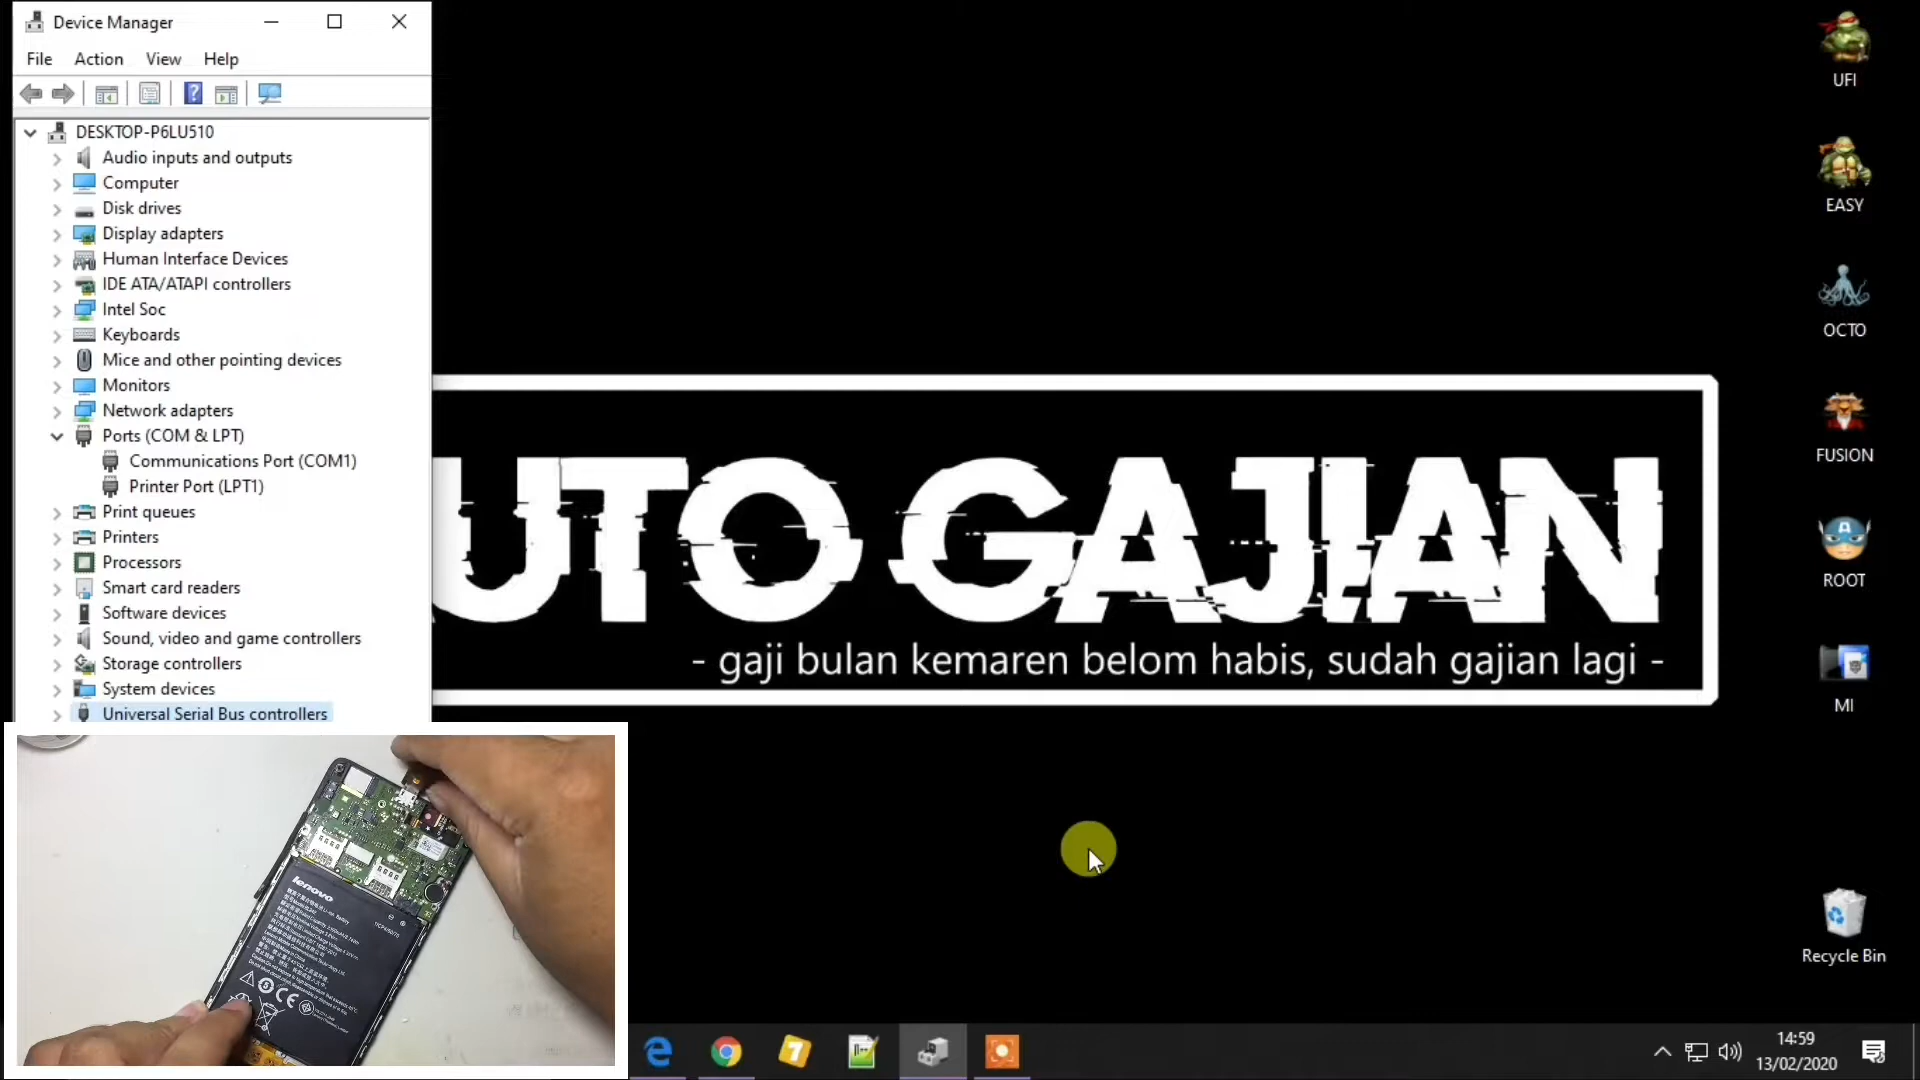 Device Manager
File Action View Help
DESKTOP-P6LU510
Audio inputs and outputs
Computer
Disk drives
Display adapters
Human Interface Devices
IDE ATA/ATAPI controllers
Intel Soc
Keyboards
Mice and other pointing devices
Monitors
Network adapters
Ports (COM & LPT)
Communications Port (COM1)
Printer Port (LPT1)
Print queues
Printers
Processors
Smart card readers
Software devices
Sound, video and game controllers
Storage controllers
System devices
Universal Serial Bus controllers
UTO GAJIAN
- gaji bulan kemaren belom habis, sudah gajian lagi -
UFI
EASY
OCTO
FUSION
ROOT
MI
Recycle Bin
lenovo
14:59
13/02/2020